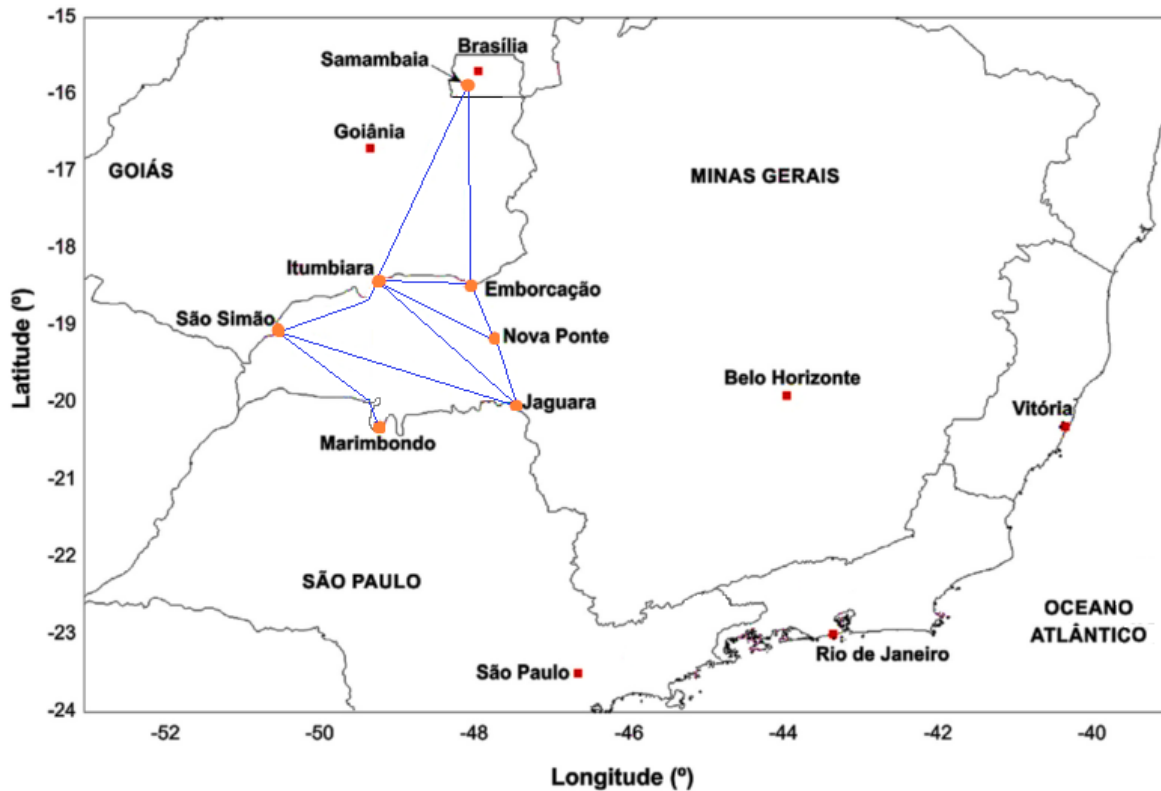 -15
Brasília
Samambaia
-16
Goiânia
-17
GOIÁS
MINAS GERAIS
-18
Itumbiara
Emborcação
-19
São Simão
Nova Ponte
Latitude (º)
Belo Horizonte
-20
Jaguara
Vitória
Marimbondo
-21
-22
SÃO PAULO
OCEANO
ATLÂNTICO
-23
Rio de Janeiro
São Paulo
-24
-52
-50
-48
-46
-44
-42
-40
Longitude (º)